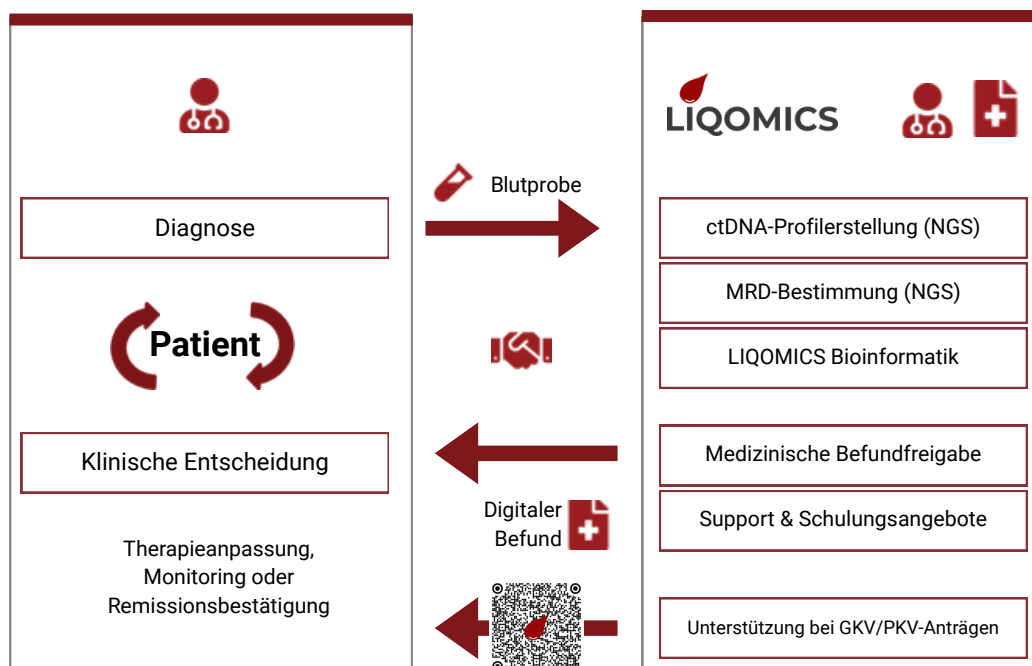 LIQOMICS
Blutprobe
Diagnose
ctDNA-Profilerstellung (NGS)
MRD-Bestimmung (NGS)
Patient
LIQOMICS Bioinformatik
Klinische Entscheidung
Medizinische Befundfreigabe
Digitaler
Befund
Support & Schulungsangebote
Therapieanpassung,
Monitoring oder
Remissionsbestätigung
Unterstützung bei GKV/PKV-Anträgen